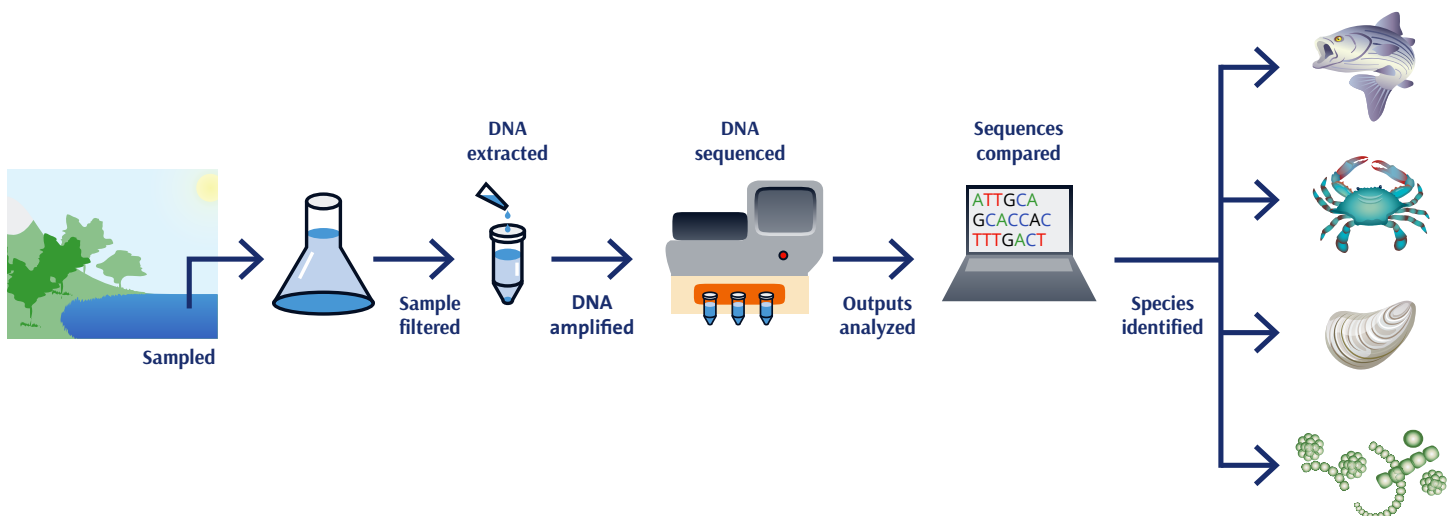 Sampled
Sample
filtered
DNA
extracted
DNA
amplified
DNA
sequenced
Outputs
analyzed
Sequences
compared
ATTGCA
GCACCAC
TTTGACT
Species
identified